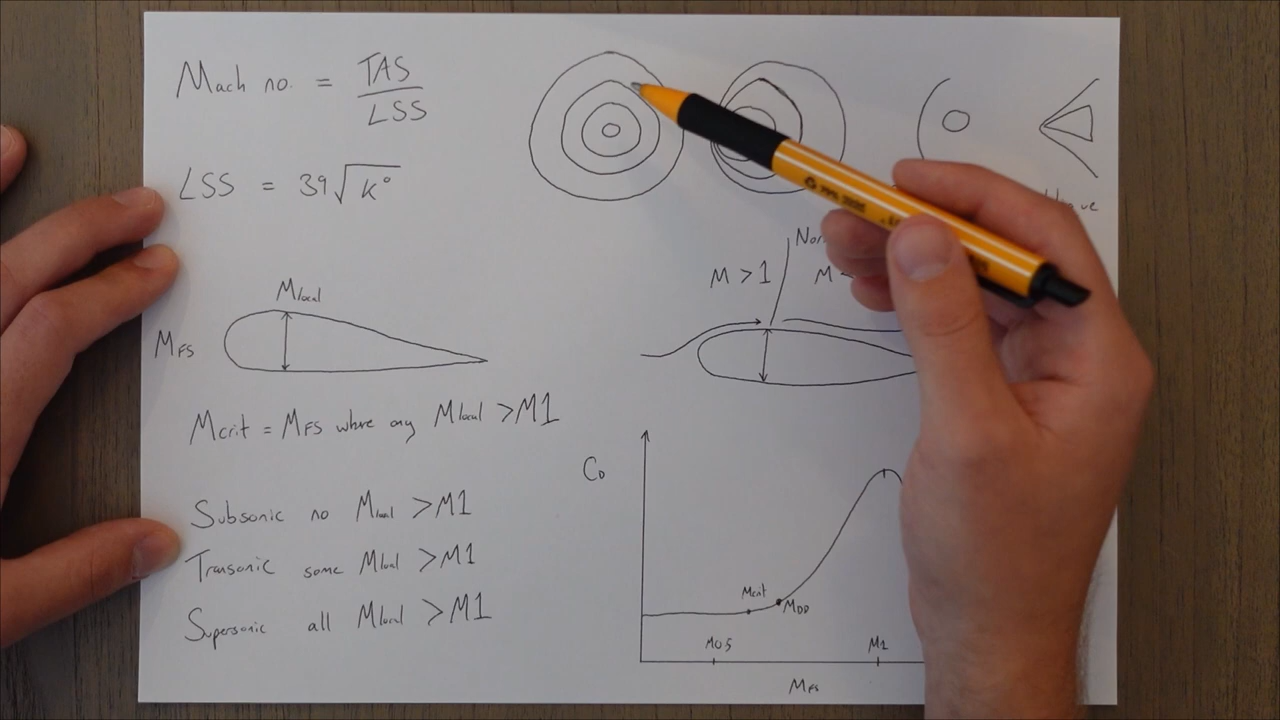 Mach no. = TAS
LSS
LSS = 39√K°
Mlocal
MFS
Mcrit = MFS where any Mlocal >M1
Subsonic no Mlocal >M1
Transonic some Mlocal >M1
Supersonic all Mlocal >M1
M >1
M
CD
Mcrit
MDD
M0.5
M1
MFS